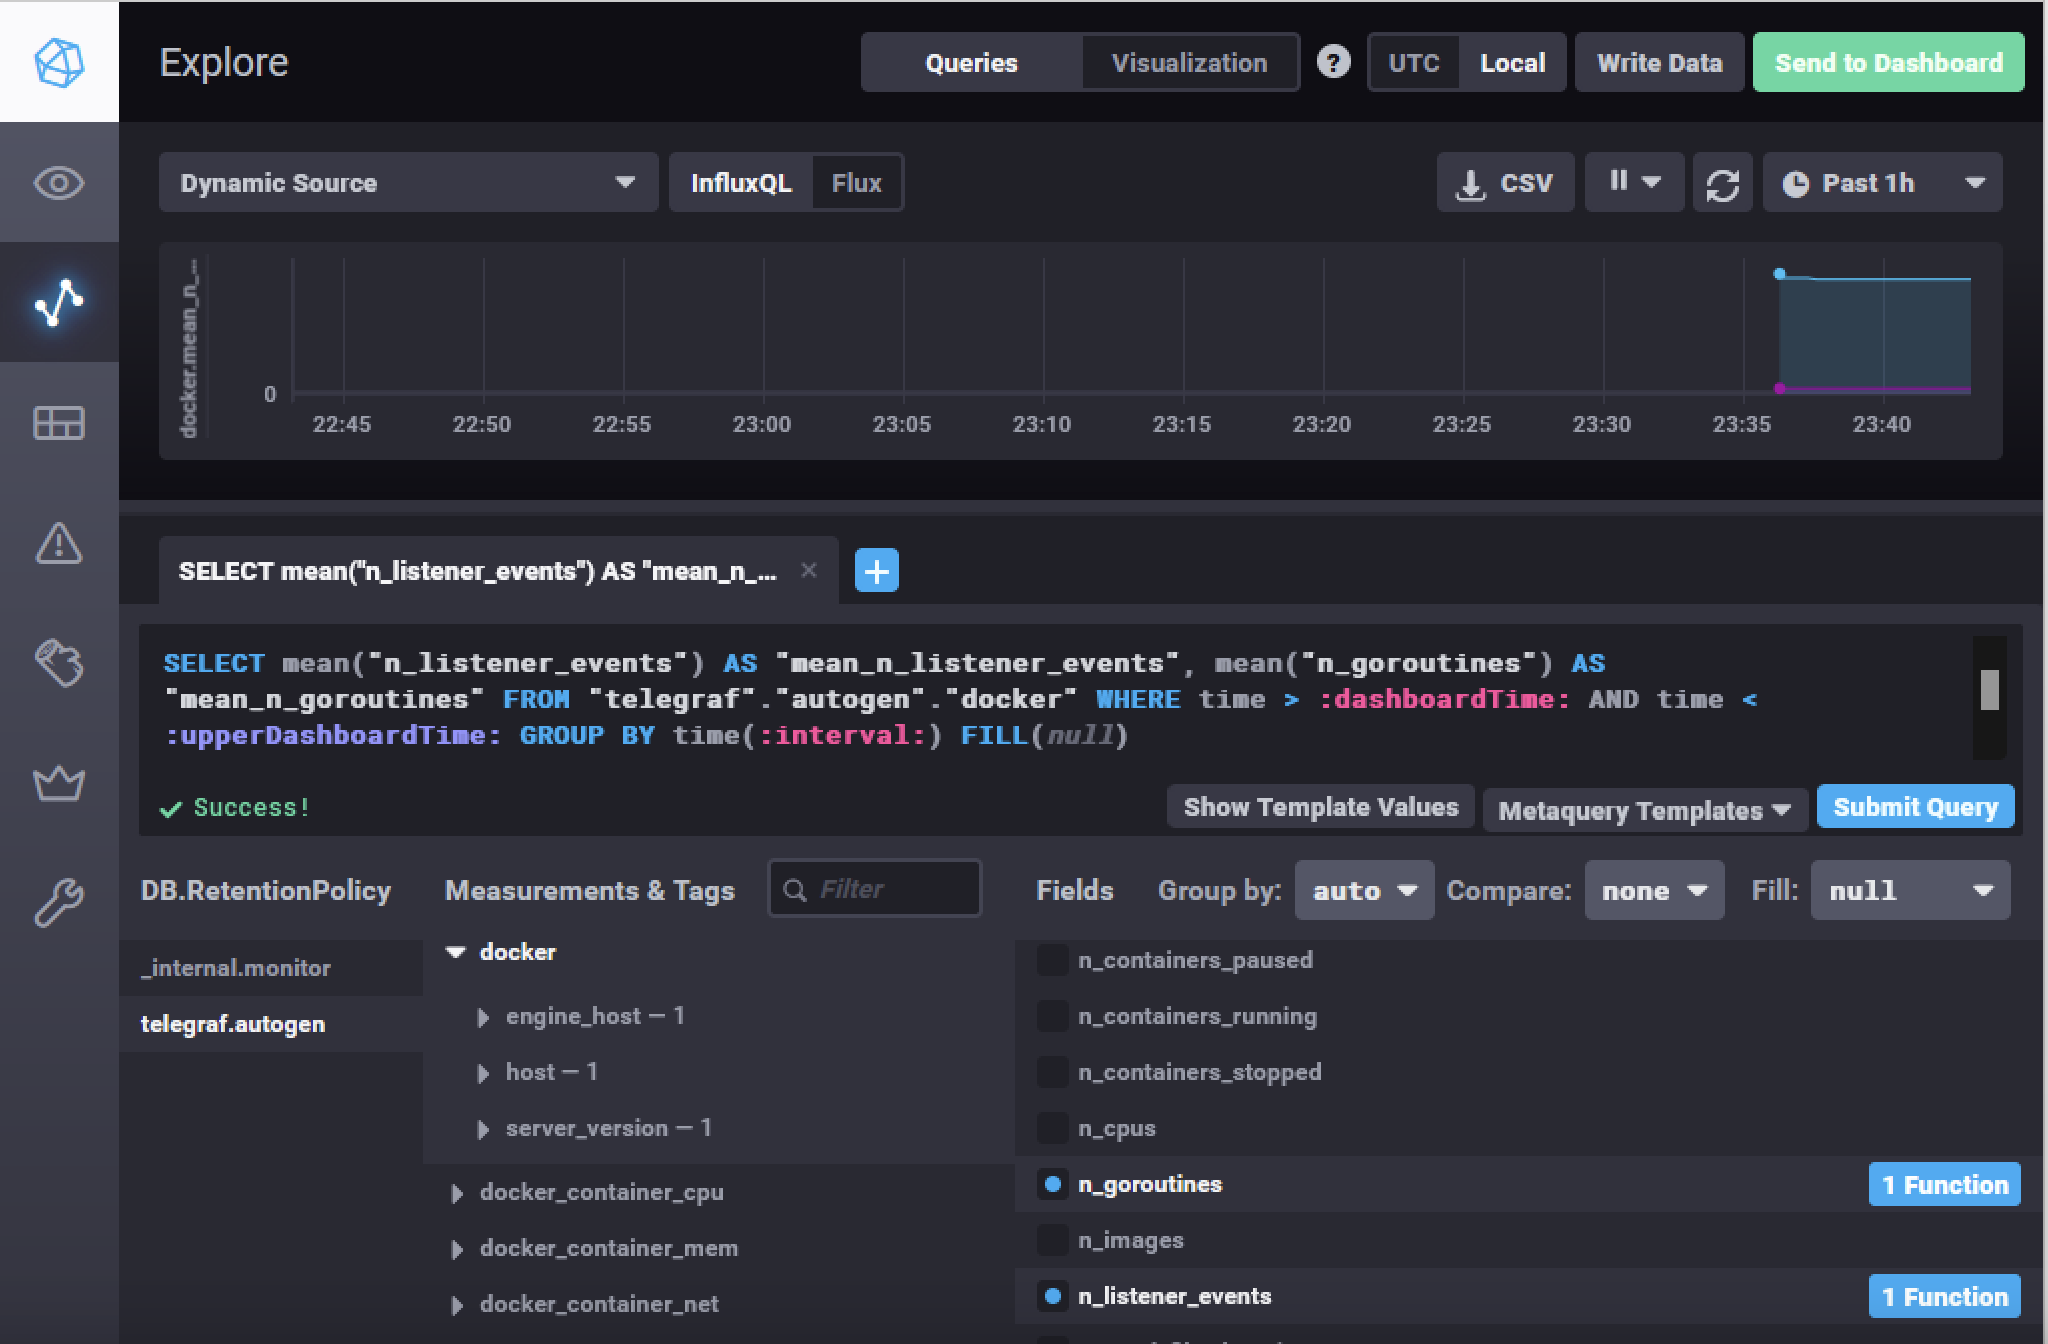 Explore
Queries
Visualization
?
UTC
Local
Write Data
Send to Dashboard
Dynamic Source
InfluxQL
Flux
CSV
Past 1h
docker.mean_n_...
0
22:45
22:50
22:55
23:00
23:05
23:10
23:15
23:20
23:25
23:30
23:35
23:40
SELECT mean("n_listener_events") AS "mean_n_...
SELECT mean("n_listener_events") AS "mean_n_listener_events", mean("n_goroutines") AS
"mean_n_goroutines" FROM "telegraf"."autogen"."docker" WHERE time > :dashboardTime: AND time <
:upperDashboardTime: GROUP BY time(:interval:) FILL(null)
Success!
Show Template Values
Metaquery Templates
Submit Query
DB.RetentionPolicy
Measurements & Tags
Filter
Fields
Group by:
auto
Compare:
none
Fill:
null
_internal.monitor
telegraf.autogen
docker
engine_host — 1
host — 1
server_version — 1
docker_container_cpu
docker_container_mem
docker_container_net
n_containers_paused
n_containers_running
n_containers_stopped
n_cpus
n_goroutines
1 Function
n_images
n_listener_events
1 Function